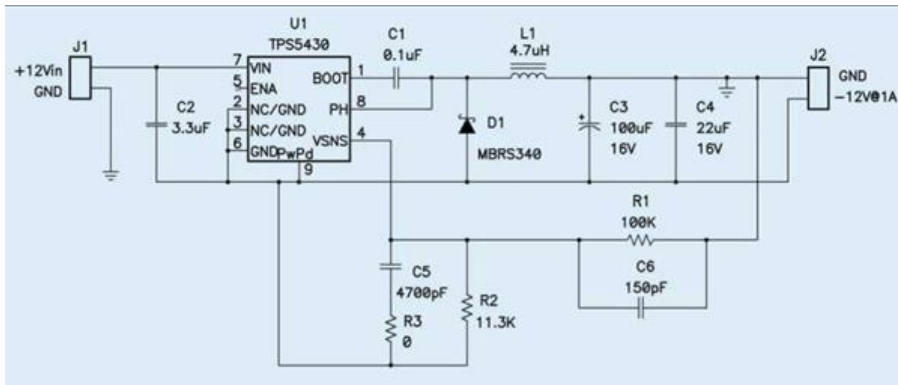 U1
TPS5430
J1
+12Vin
GND
7
VIN
5
ENA
2
NC/GND
3
NC/GND
6
GND
PwPd
9
BOOT
1
PH
8
VSNS
4
C2
3.3uF
C1
0.1uF
L1
4.7uH
D1
MBRS340
+
C3
100uF
16V
C4
22uF
16V
J2
GND
-12V@1A
R1
100K
C6
150pF
C5
4700pF
R3
0
R2
11.3K